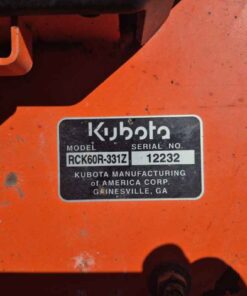 Kubota
MODEL SERIAL NO.
RCK60R-331Z 12232
KUBOTA MANUFACTURING
of AMERICA CORP.
GAINESVILLE, GA